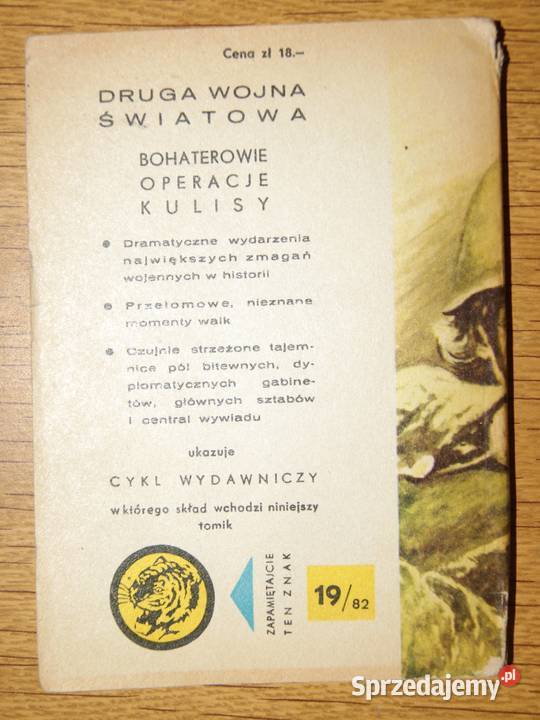 Cena zł 18.—
DRUGA WOJNA
ŚWIATOWA
BOHATEROWIE
OPERACJE
KULISY
● Dramatyczne wydarzenia
największych zmagań
wojennych w historii
● Przełomowe, nieznane
momenty walk
● Czujnie strzeżone tajem-
nice pól bitewnych, dy-
plomatycznych gabine-
tów, głównych sztabów
i central wywiadu
ukazuje
CYKL WYDAWNICZY
w którego skład wchodzi niniejszy
tomik
ZAPAMIĘTAJCIE
TEN ZNAK
19/82
Sprzedajemy.pl